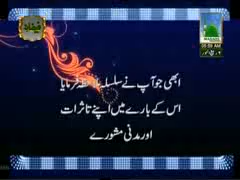 ابھی جو آپ نے سلسلہ ملاحظہ فرمایا
اس کے بارے میں اپنے تاثرات
اور مدنی مشورے